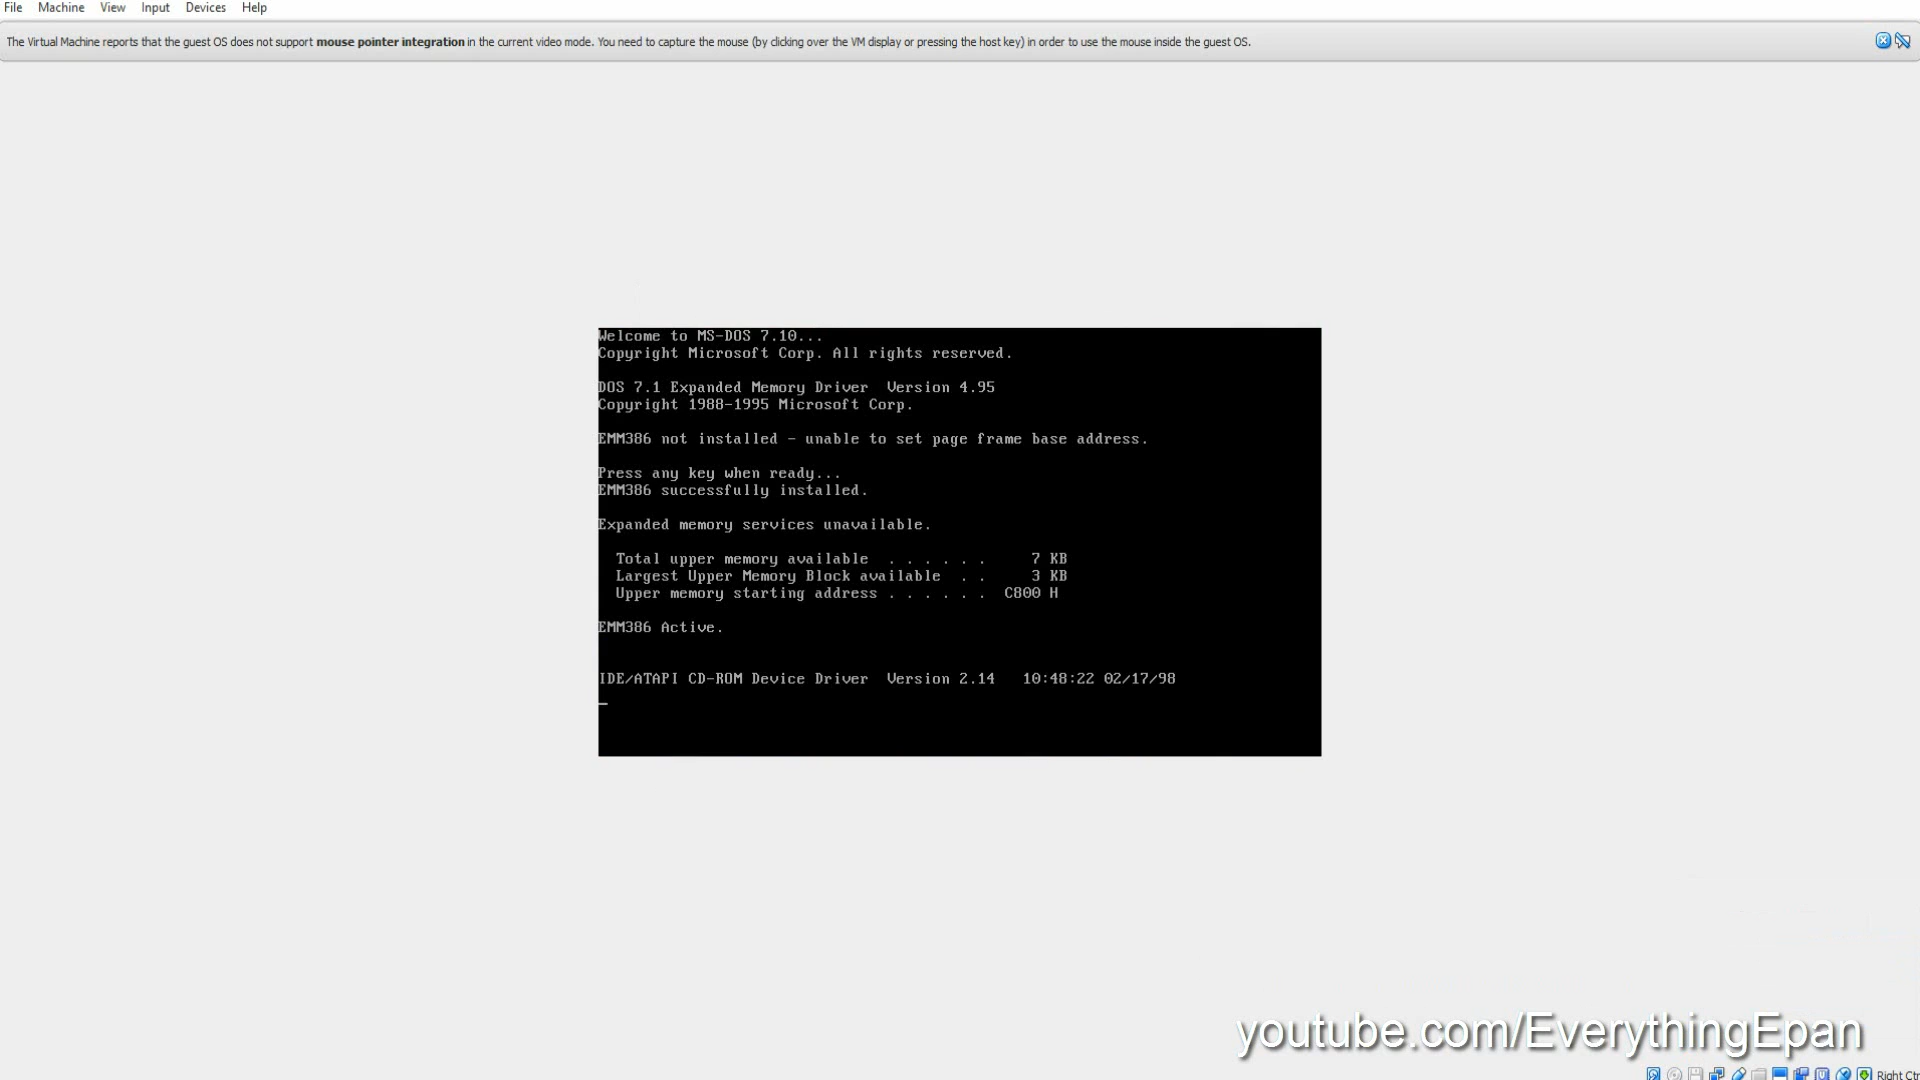 File Machine View Input Devices Help
The Virtual Machine reports that the guest OS does not support mouse pointer integration in the current video mode. You need to capture the mouse (by clicking over the VM display or pressing the host key) in order to use the mouse inside the guest OS.
Welcome to MS-DOS 7.10...
Copyright Microsoft Corp. All rights reserved.
DOS 7.1 Expanded Memory Driver  Version 4.95
Copyright 1988-1995 Microsoft Corp.
EMM386 not installed - unable to set page frame base address.
Press any key when ready...
EMM386 successfully installed.
Expanded memory services unavailable.
Total upper memory available  . . . . . .     7 KB
Largest Upper Memory Block available  . .     3 KB
Upper memory starting address . . . . . .  C800 H
EMM386 Active.
IDE/ATAPI CD-ROM Device Driver  Version 2.14   10:48:22 02/17/98
_
youtube.com/EverythingEpan
Right Ctr